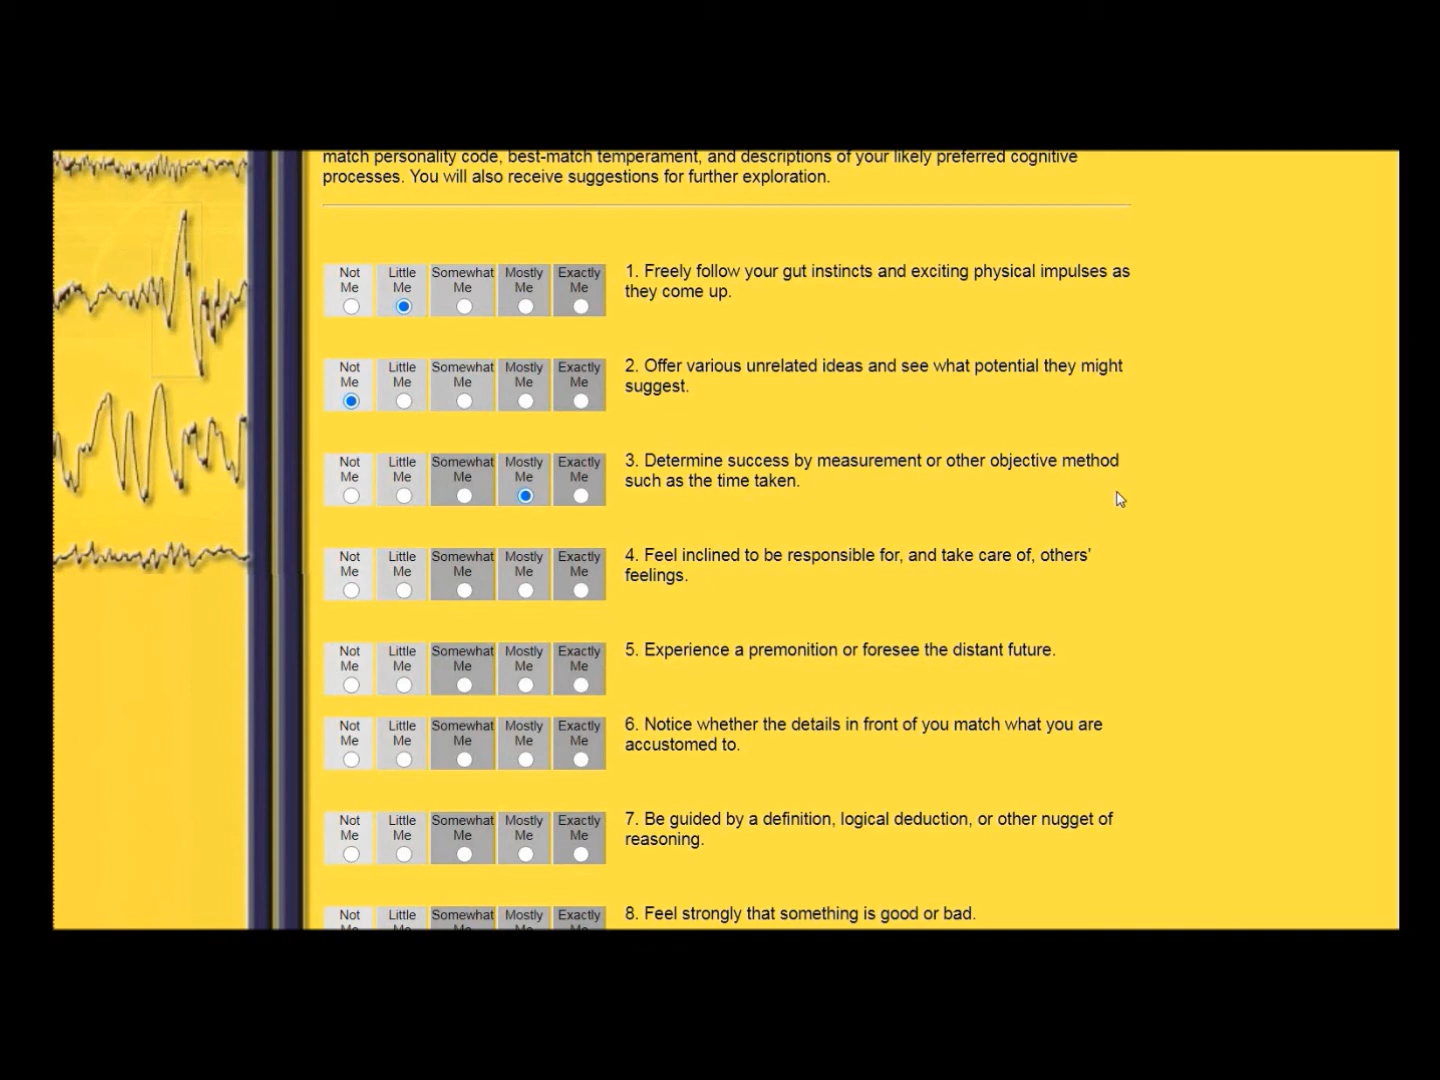 match personality code, best-match temperament, and descriptions of your likely preferred cognitive
processes. You will also receive suggestions for further exploration.
Not Me Little Me Somewhat Me Mostly Me Exactly Me
1. Freely follow your gut instincts and exciting physical impulses as
they come up.
Not Me Little Me Somewhat Me Mostly Me Exactly Me
2. Offer various unrelated ideas and see what potential they might
suggest.
Not Me Little Me Somewhat Me Mostly Me Exactly Me
3. Determine success by measurement or other objective method
such as the time taken.
Not Me Little Me Somewhat Me Mostly Me Exactly Me
4. Feel inclined to be responsible for, and take care of, others'
feelings.
Not Me Little Me Somewhat Me Mostly Me Exactly Me
5. Experience a premonition or foresee the distant future.
Not Me Little Me Somewhat Me Mostly Me Exactly Me
6. Notice whether the details in front of you match what you are
accustomed to.
Not Me Little Me Somewhat Me Mostly Me Exactly Me
7. Be guided by a definition, logical deduction, or other nugget of
reasoning.
Not Me Little Me Somewhat Me Mostly Me Exactly Me
8. Feel strongly that something is good or bad.